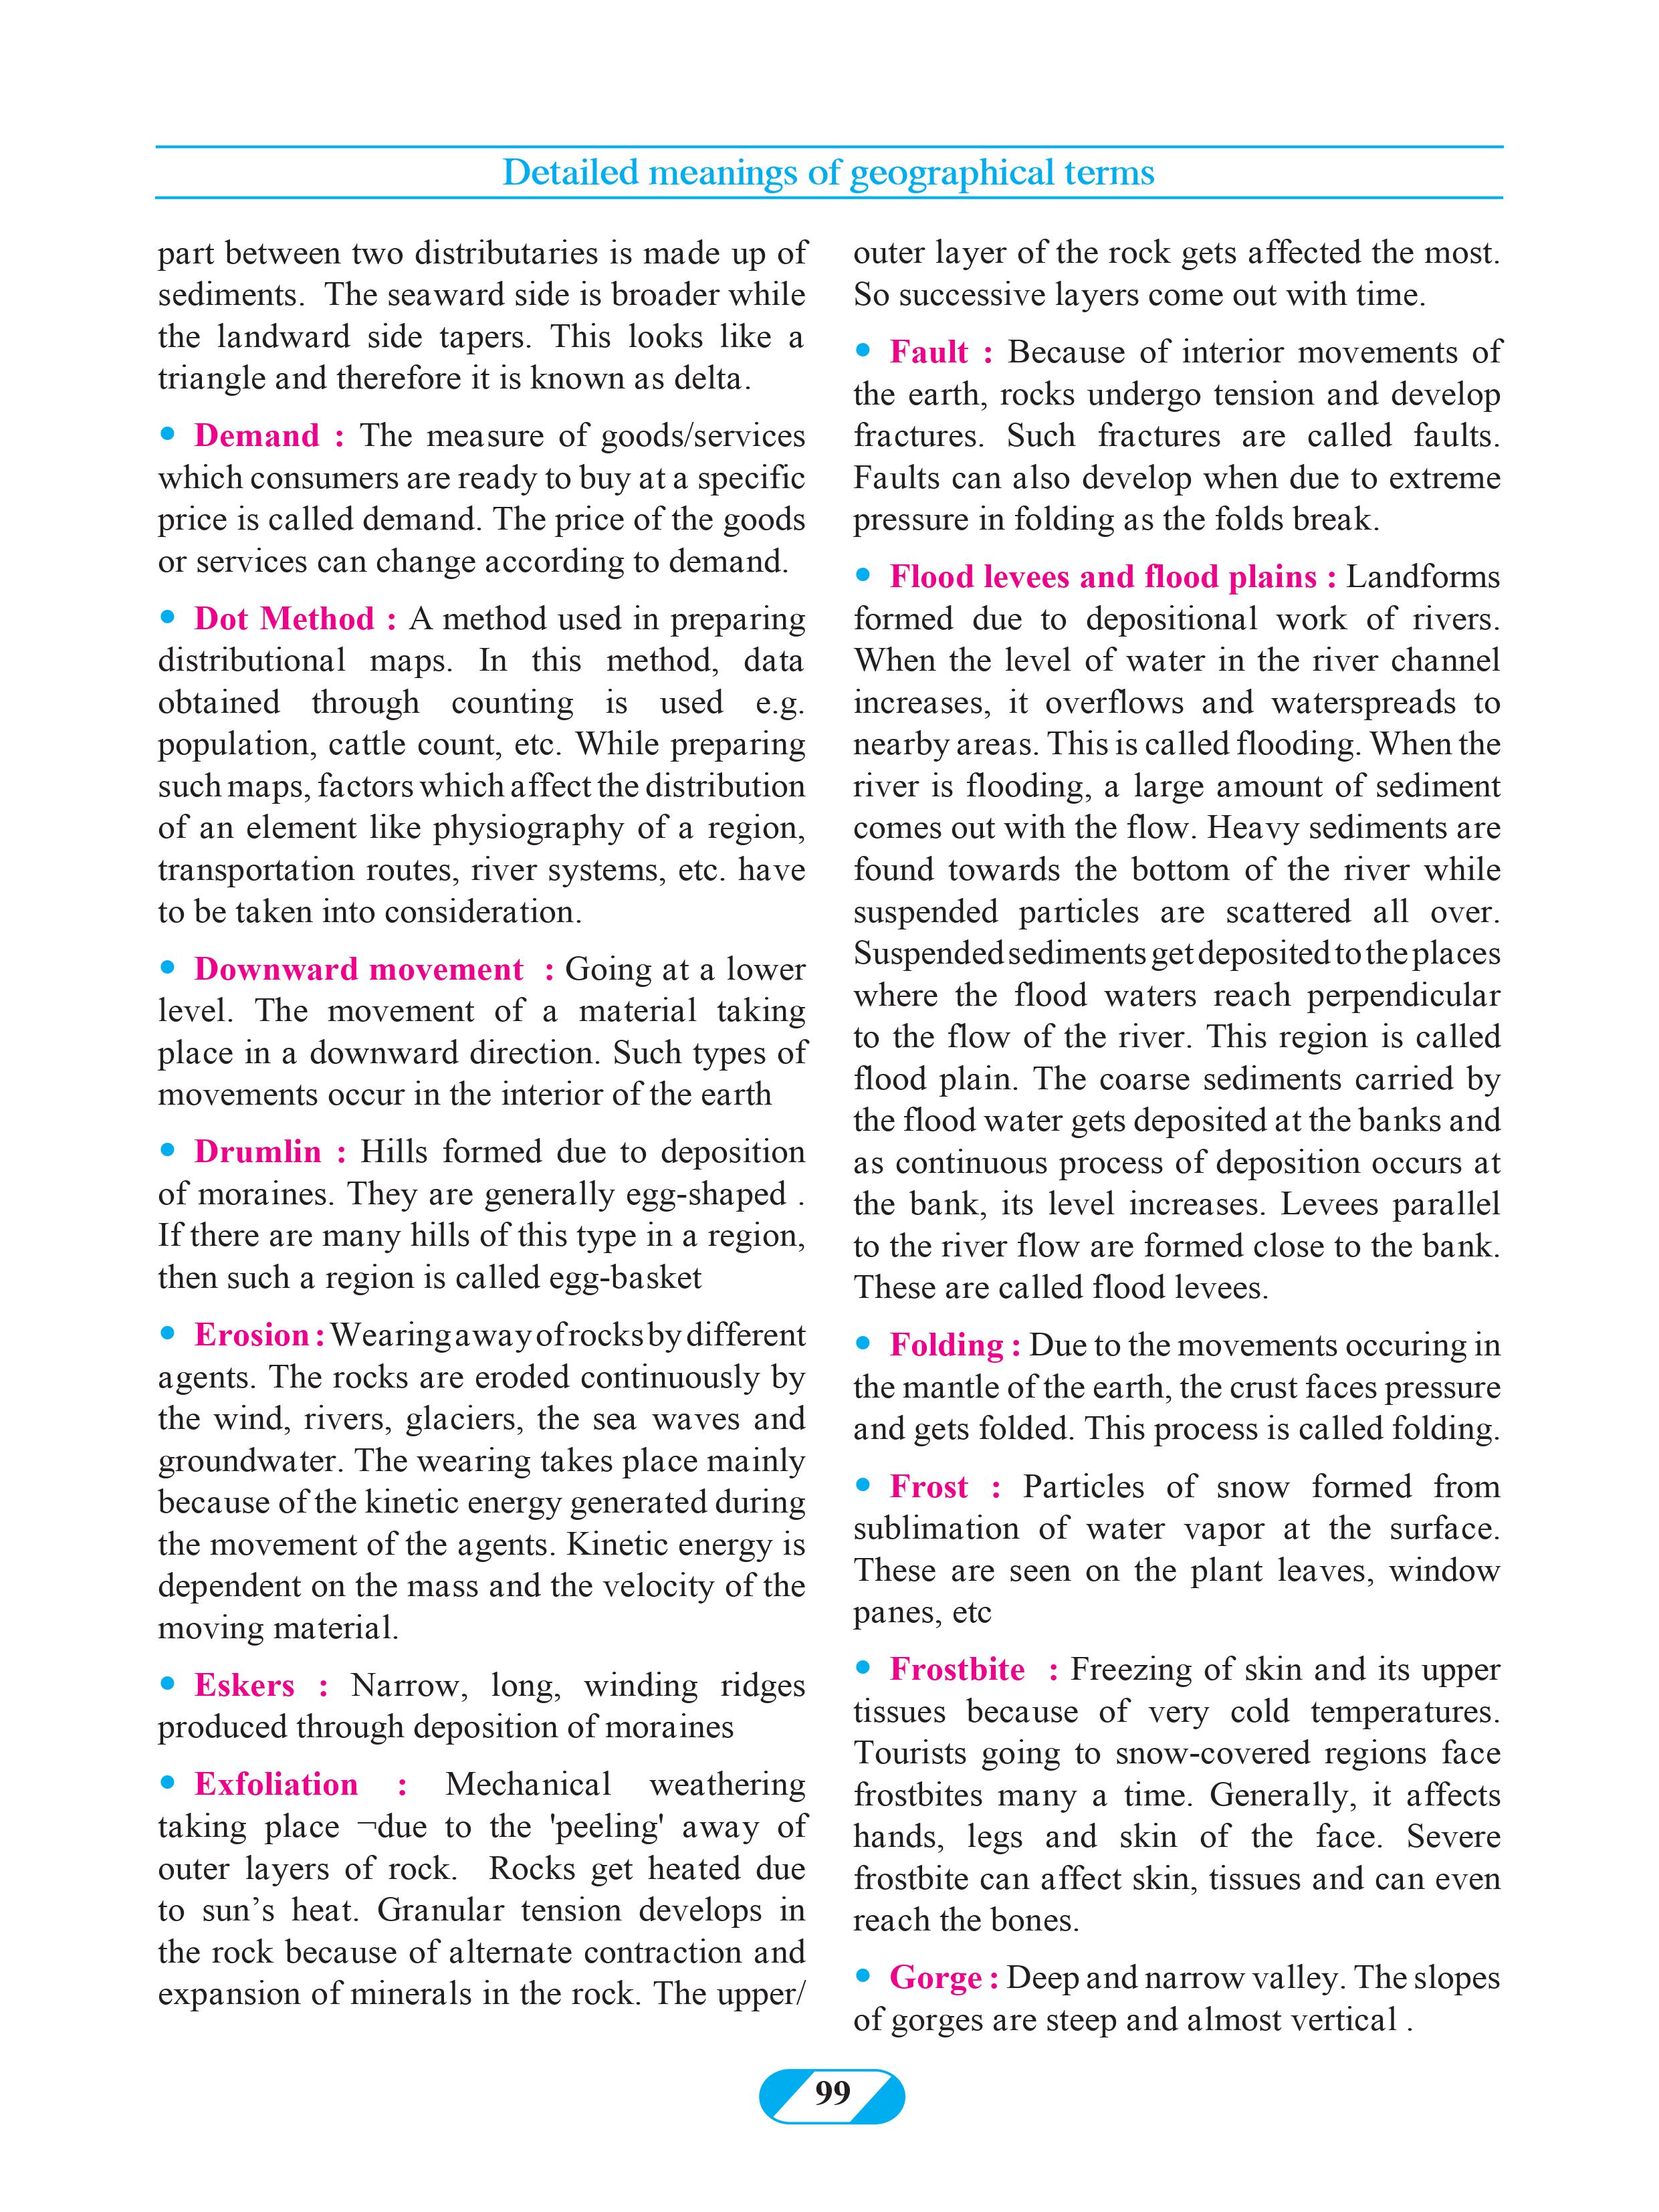 Detailed meanings of geographical terms
part between two distributaries is made up of
sediments.  The seaward side is broader while
the landward side tapers. This looks like a
triangle and therefore it is known as delta.
• Demand : The measure of goods/services
which consumers are ready to buy at a specific
price is called demand. The price of the goods
or services can change according to demand.
• Dot Method : A method used in preparing
distributional maps. In this method, data
obtained through counting is used e.g.
population, cattle count, etc. While preparing
such maps, factors which affect the distribution
of an element like physiography of a region,
transportation routes, river systems, etc. have
to be taken into consideration.
• Downward movement  : Going at a lower
level. The movement of a material taking
place in a downward direction. Such types of
movements occur in the interior of the earth
• Drumlin : Hills formed due to deposition
of moraines. They are generally egg-shaped .
If there are many hills of this type in a region,
then such a region is called egg-basket
• Erosion : Wearing away of rocks by different
agents. The rocks are eroded continuously by
the wind, rivers, glaciers, the sea waves and
groundwater. The wearing takes place mainly
because of the kinetic energy generated during
the movement of the agents. Kinetic energy is
dependent on the mass and the velocity of the
moving material.
• Eskers : Narrow, long, winding ridges
produced through deposition of moraines
• Exfoliation : Mechanical weathering
taking place ¬due to the 'peeling' away of
outer layers of rock.  Rocks get heated due
to sun’s heat. Granular tension develops in
the rock because of alternate contraction and
expansion of minerals in the rock. The upper/
outer layer of the rock gets affected the most.
So successive layers come out with time.
• Fault : Because of interior movements of
the earth, rocks undergo tension and develop
fractures. Such fractures are called faults.
Faults can also develop when due to extreme
pressure in folding as the folds break.
• Flood levees and flood plains : Landforms
formed due to depositional work of rivers.
When the level of water in the river channel
increases, it overflows and waterspreads to
nearby areas. This is called flooding. When the
river is flooding, a large amount of sediment
comes out with the flow. Heavy sediments are
found towards the bottom of the river while
suspended particles are scattered all over.
Suspended sediments get deposited to the places
where the flood waters reach perpendicular
to the flow of the river. This region is called
flood plain. The coarse sediments carried by
the flood water gets deposited at the banks and
as continuous process of deposition occurs at
the bank, its level increases. Levees parallel
to the river flow are formed close to the bank.
These are called flood levees.
• Folding : Due to the movements occuring in
the mantle of the earth, the crust faces pressure
and gets folded. This process is called folding.
• Frost : Particles of snow formed from
sublimation of water vapor at the surface.
These are seen on the plant leaves, window
panes, etc
• Frostbite  : Freezing of skin and its upper
tissues because of very cold temperatures.
Tourists going to snow-covered regions face
frostbites many a time. Generally, it affects
hands, legs and skin of the face. Severe
frostbite can affect skin, tissues and can even
reach the bones.
• Gorge : Deep and narrow valley. The slopes
of gorges are steep and almost vertical .
99